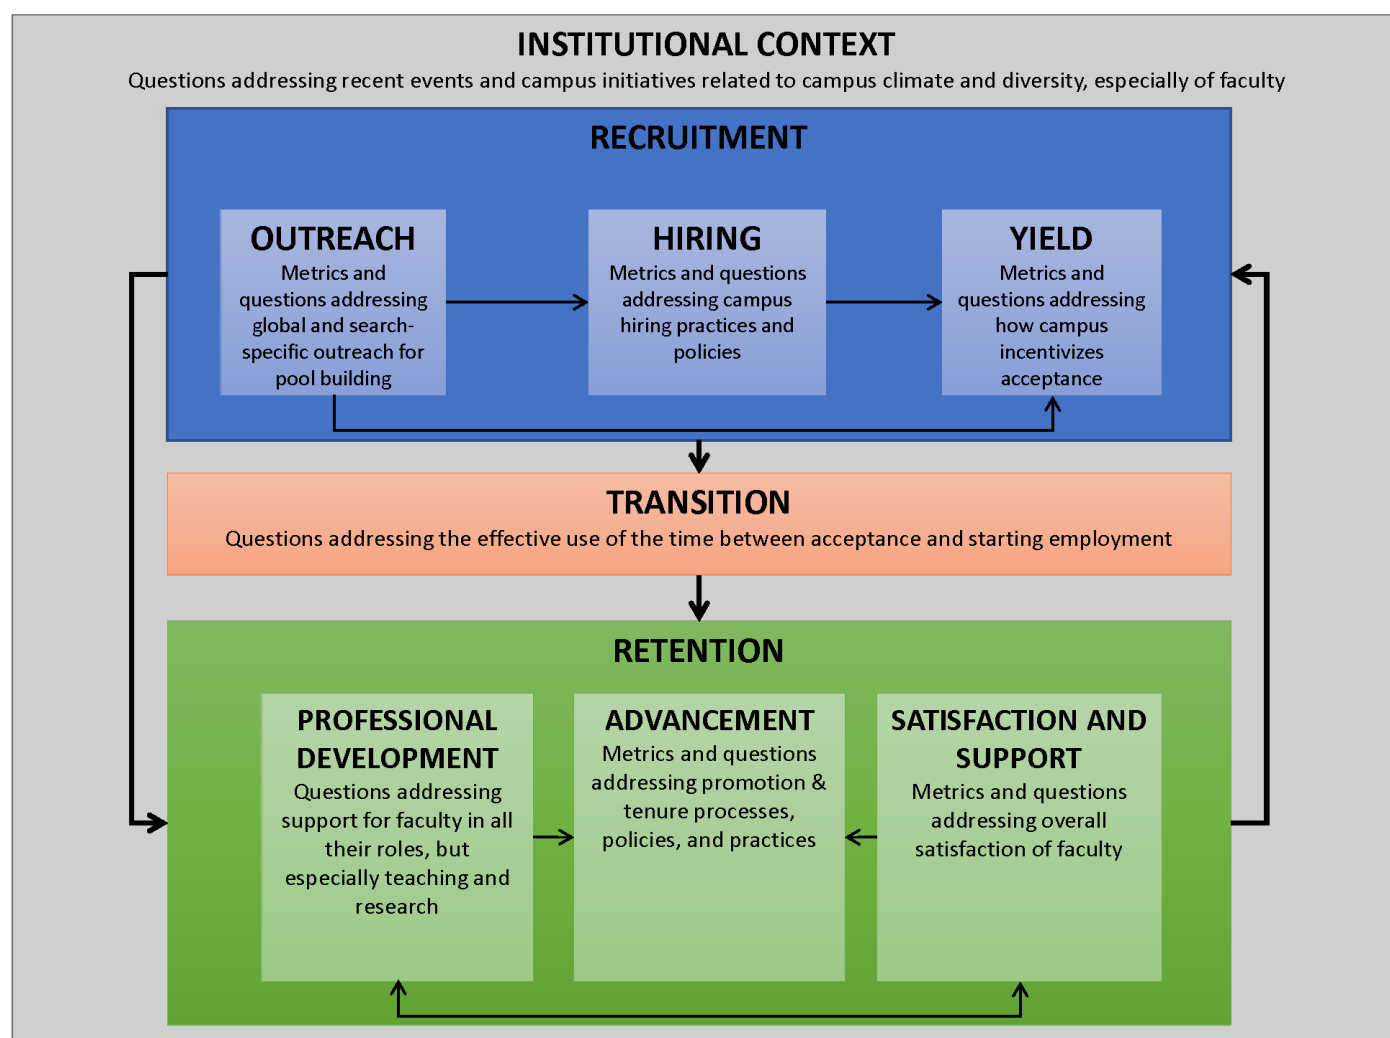 INSTITUTIONAL CONTEXT
Questions addressing recent events and campus initiatives related to campus climate and diversity, especially of faculty
RECRUITMENT
OUTREACH
Metrics and
questions addressing
global and search-
specific outreach for
pool building
HIRING
Metrics and questions
addressing campus
hiring practices and
policies
YIELD
Metrics and
questions addressing
how campus
incentivizes
acceptance
TRANSITION
Questions addressing the effective use of the time between acceptance and starting employment
RETENTION
PROFESSIONAL
DEVELOPMENT
Questions addressing
support for faculty in all
their roles, but
especially teaching and
research
ADVANCEMENT
Metrics and questions
addressing promotion &
tenure processes,
policies, and practices
SATISFACTION AND
SUPPORT
Metrics and questions
addressing overall
satisfaction of faculty